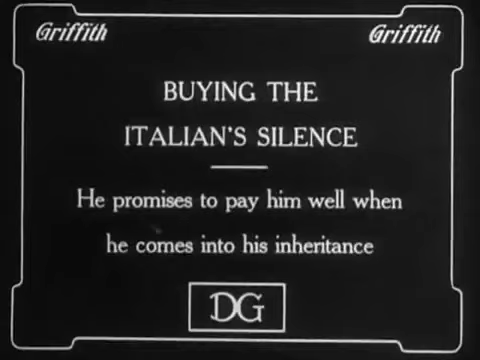 Griffith Griffith
BUYING THE
ITALIAN'S SILENCE
He promises to pay him well when
he comes into his inheritance
DG